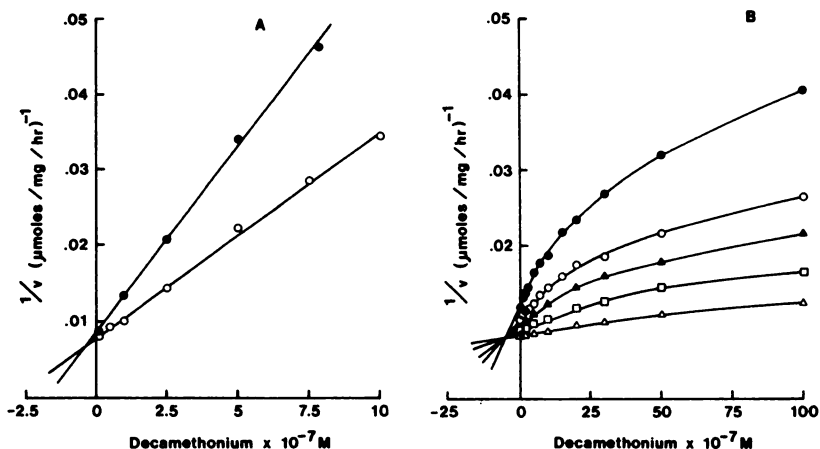 A
.05
.04
.03
.02
.01
1/v (μmoles/mg/hr)⁻¹
-2.5 0 2.5 5 7.5 10
Decamethonium x 10⁻⁷M
B
.05
.04
.03
.02
.01
1/v (μmoles/mg/hr)⁻¹
-25 0 25 50 75 100
Decamethonium x 10⁻⁷M